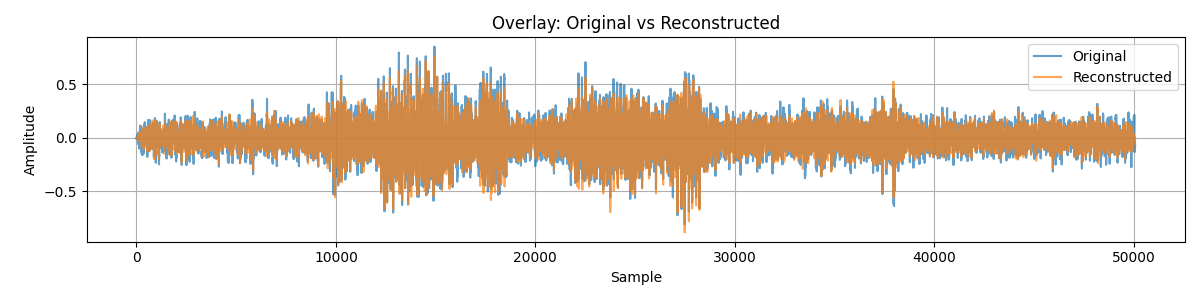 Overlay: Original vs Reconstructed
Original
Reconstructed
0.5
0.0
−0.5
Amplitude
0 10000 20000 30000 40000 50000
Sample